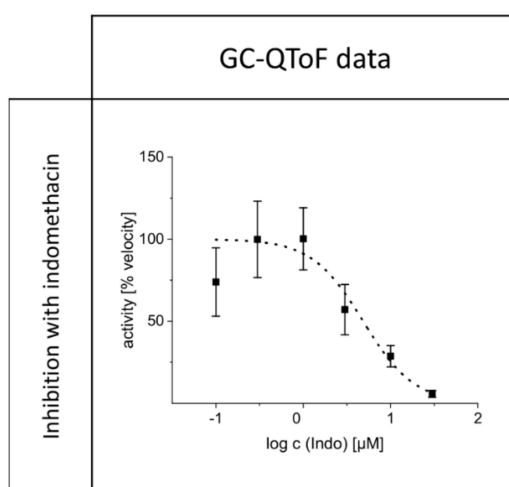 GC-QToF data
Inhibition with indomethacin
activity [% velocity]
150
100
50
-1
0
1
2
log c (Indo) [µM]